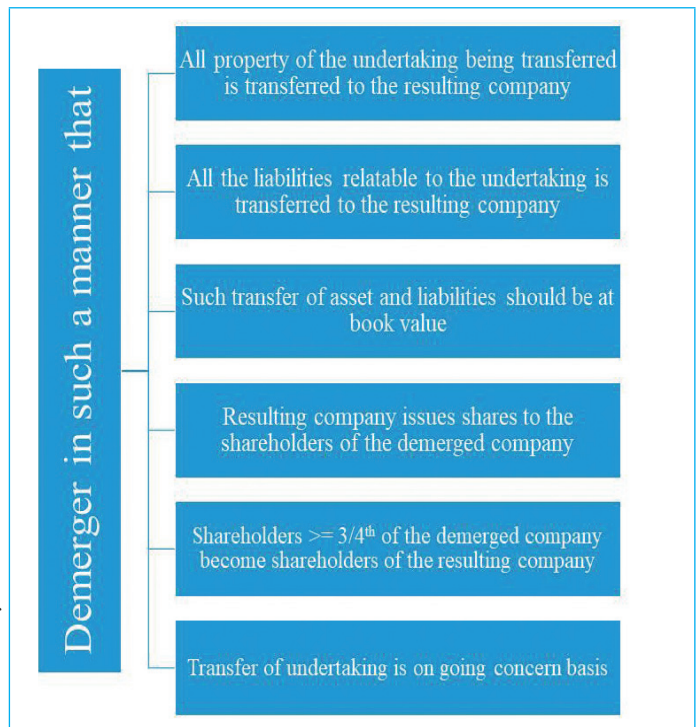 Demerger in such a manner that
All property of the undertaking being transferred
is transferred to the resulting company
All the liabilities relatable to the undertaking is
transferred to the resulting company
Such transfer of asset and liabilities should be at
book value
Resulting company issues shares to the
shareholders of the demerged company
Shareholders >= 3/4th of the demerged company
become shareholders of the resulting company
Transfer of undertaking is on going concern basis